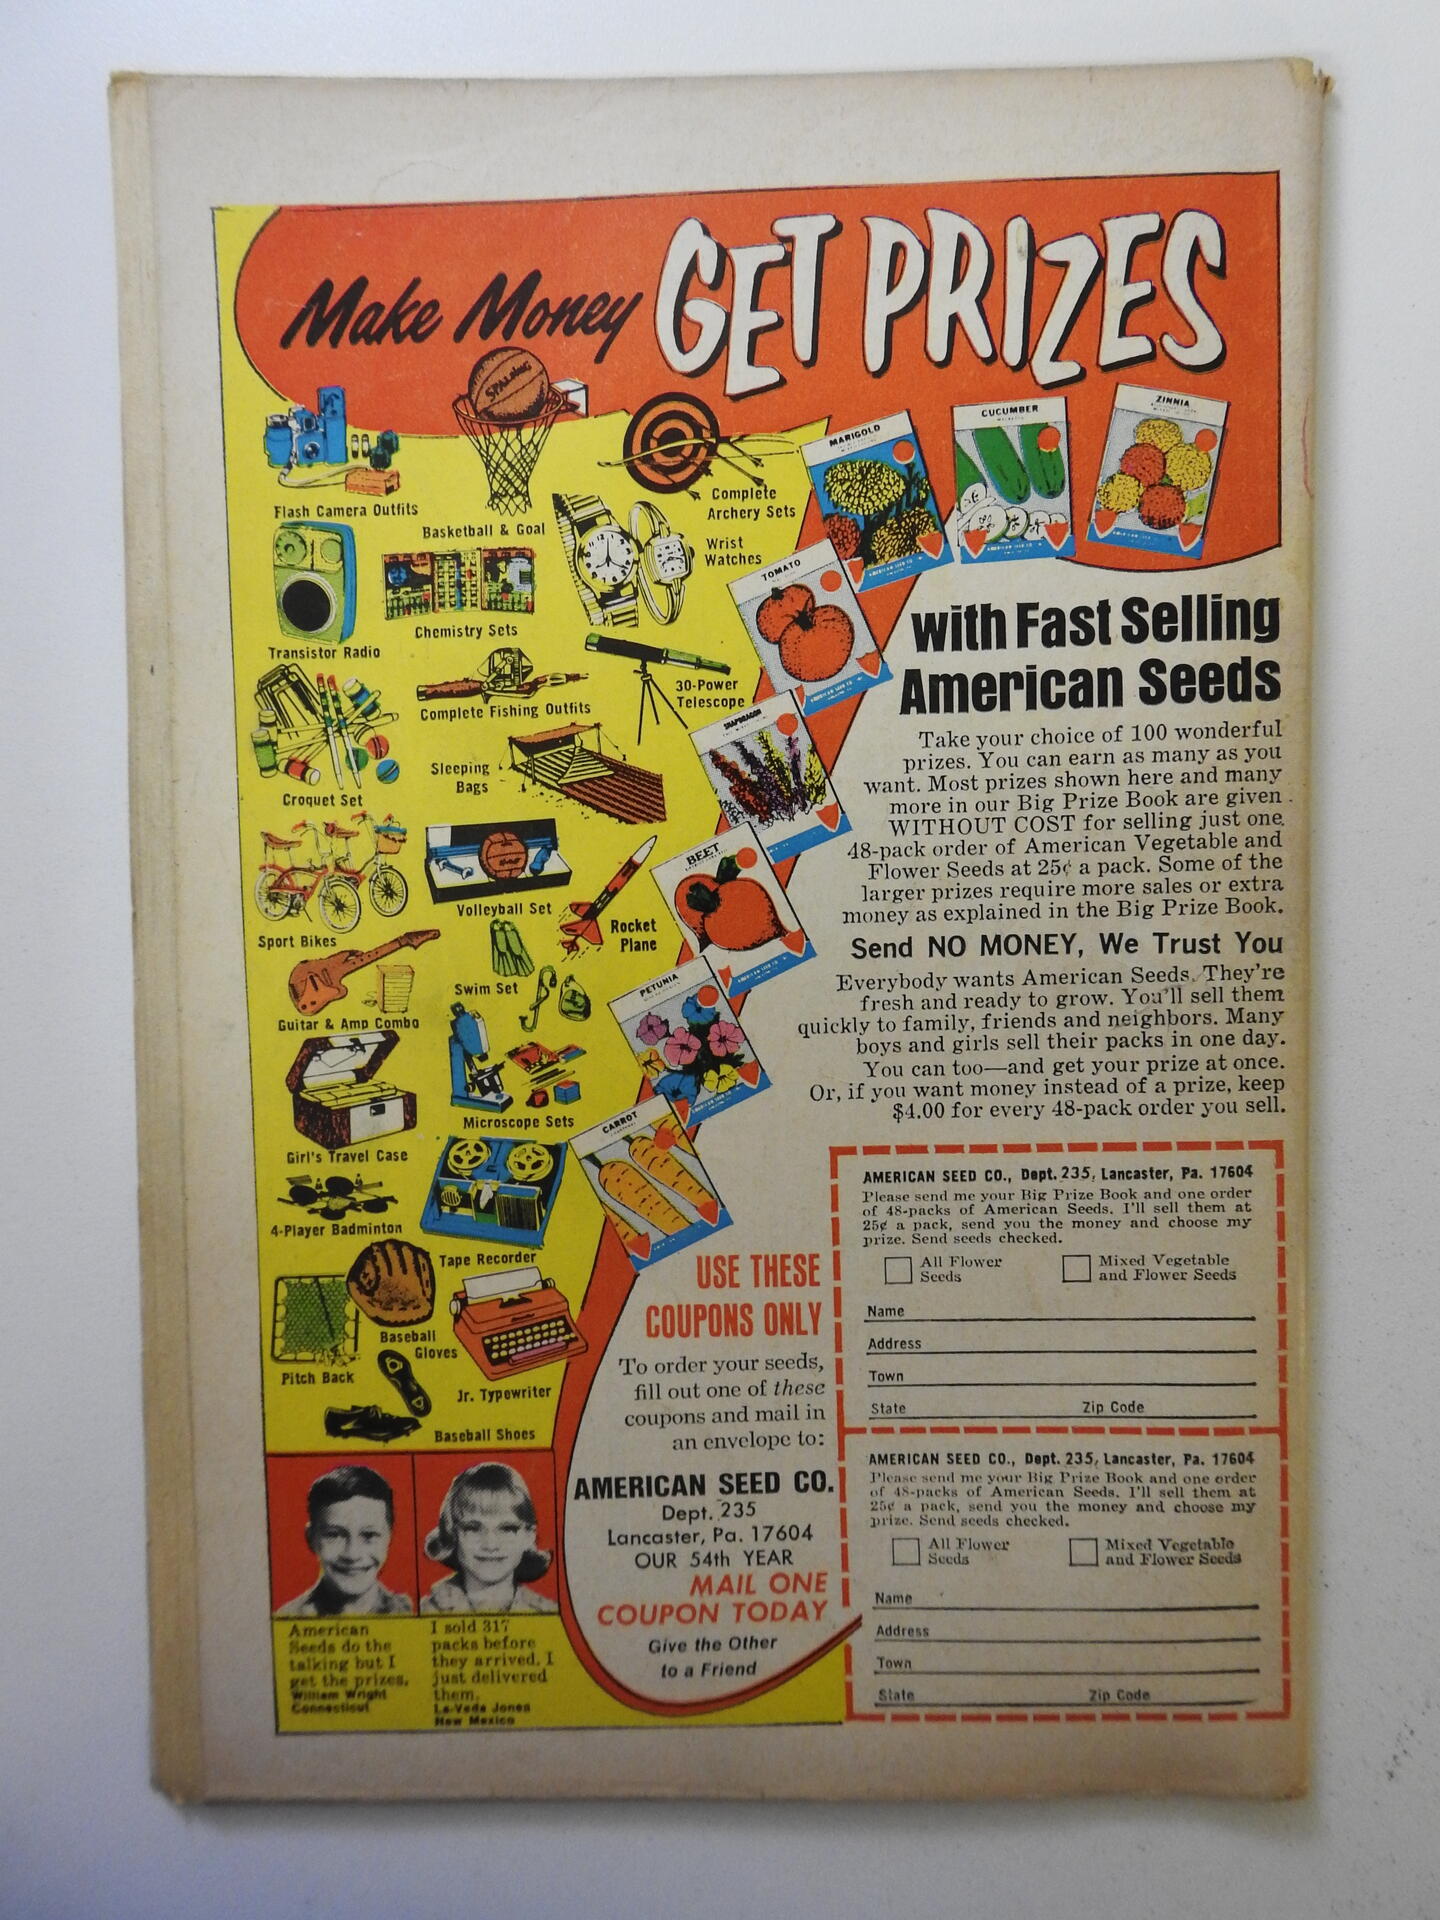 Make Money GET PRIZES
SPALDING
Flash Camera Outfits
Basketball & Goal
Complete
Archery Sets
Wrist
Watches
Transistor Radio
Chemistry Sets
30-Power
Telescope
Complete Fishing Outfits
Croquet Set
Sleeping
Bags
Sport Bikes
Volleyball Set
Rocket
Plane
Swim Set
Guitar & Amp Combo
Microscope Sets
Girl's Travel Case
4-Player Badminton
Tape Recorder
Baseball
Gloves
Pitch Back
Jr. Typewriter
Baseball Shoes
MARIGOLD
CUCUMBER
ZINNIA
TOMATO
SNAPDRAGON
BEET
PETUNIA
CARROT
with Fast Selling
American Seeds
Take your choice of 100 wonderful
prizes. You can earn as many as you
want. Most prizes shown here and many
more in our Big Prize Book are given
WITHOUT COST for selling just one
48-pack order of American Vegetable and
Flower Seeds at 25¢ a pack. Some of the
larger prizes require more sales or extra
money as explained in the Big Prize Book.
Send NO MONEY, We Trust You
Everybody wants American Seeds. They're
fresh and ready to grow. You'll sell them
quickly to family, friends and neighbors. Many
boys and girls sell their packs in one day.
You can too—and get your prize at once.
Or, if you want money instead of a prize, keep
$4.00 for every 48-pack order you sell.
USE THESE
COUPONS ONLY
To order your seeds,
fill out one of these
coupons and mail in
an envelope to:
AMERICAN SEED CO.
Dept. 235
Lancaster, Pa. 17604
OUR 54th YEAR
MAIL ONE
COUPON TODAY
Give the Other
to a Friend
AMERICAN SEED CO., Dept. 235, Lancaster, Pa. 17604
Please send me your Big Prize Book and one order
of 48-packs of American Seeds. I'll sell them at
25¢ a pack, send you the money and choose my
prize. Send seeds checked.
All Flower
Seeds
Mixed Vegetable
and Flower Seeds
Name
Address
Town
State Zip Code
AMERICAN SEED CO., Dept. 235, Lancaster, Pa. 17604
Please send me your Big Prize Book and one order
of 48-packs of American Seeds. I'll sell them at
25¢ a pack, send you the money and choose my
prize. Send seeds checked.
All Flower
Seeds
Mixed Vegetable
and Flower Seeds
Name
Address
Town
State Zip Code
American
Seeds do the
talking but I
get the prizes.
William Wright
Connecticut
I sold 317
packs before
they arrived. I
just delivered
them.
La-Veda Jones
New Mexico